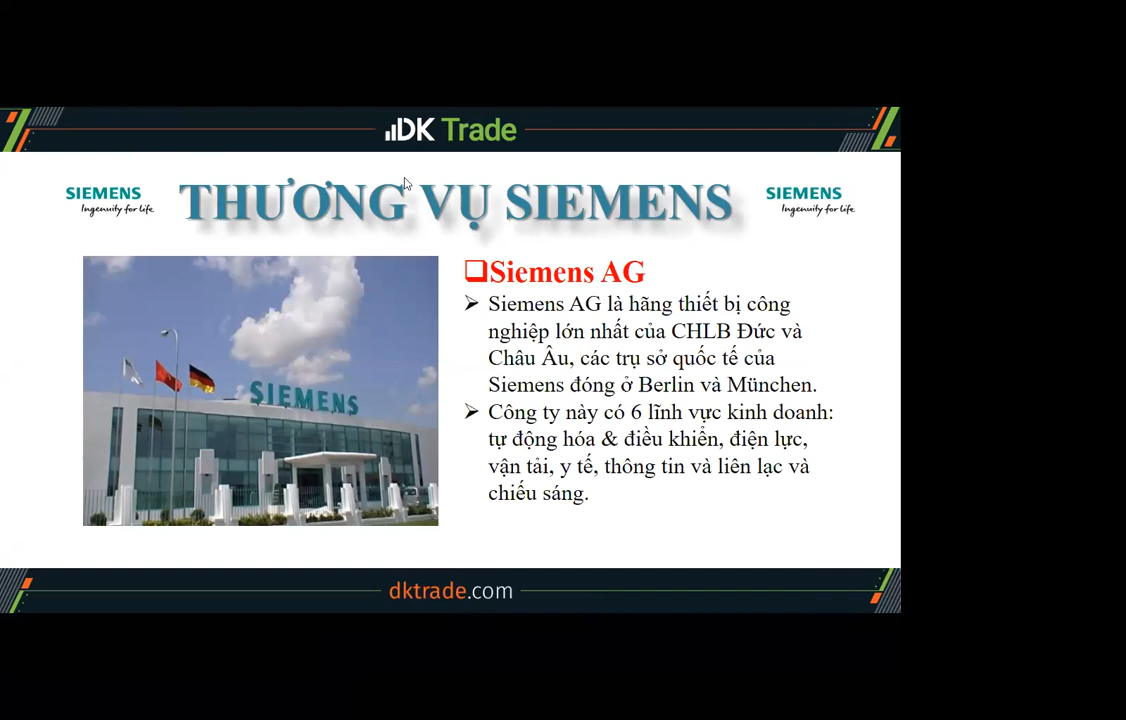 DK Trade
SIEMENS
Ingenuity for life
THƯƠNG VỤ SIEMENS
SIEMENS
Ingenuity for life
SIEMENS
❑Siemens AG
➢ Siemens AG là hãng thiết bị công
nghiệp lớn nhất của CHLB Đức và
Châu Âu, các trụ sở quốc tế của
Siemens đóng ở Berlin và München.
➢ Công ty này có 6 lĩnh vực kinh doanh:
tự động hóa & điều khiển, điện lực,
vận tải, y tế, thông tin và liên lạc và
chiếu sáng.
dktrade.com